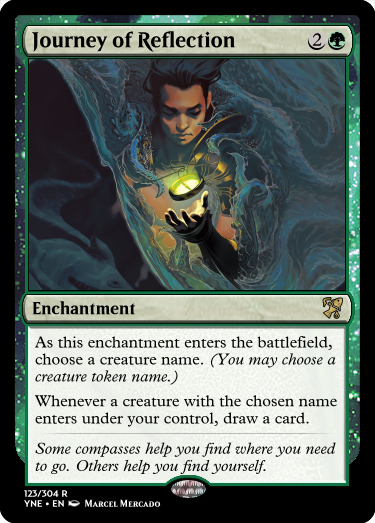 Journey of Reflection 2
Enchantment
As this enchantment enters the battlefield,
choose a creature name. (You may choose a
creature token name.)
Whenever a creature with the chosen name
enters under your control, draw a card.
Some compasses help you find where you need
to go. Others help you find yourself.
123/304 R
YNE • EN MARCEL MERCADO